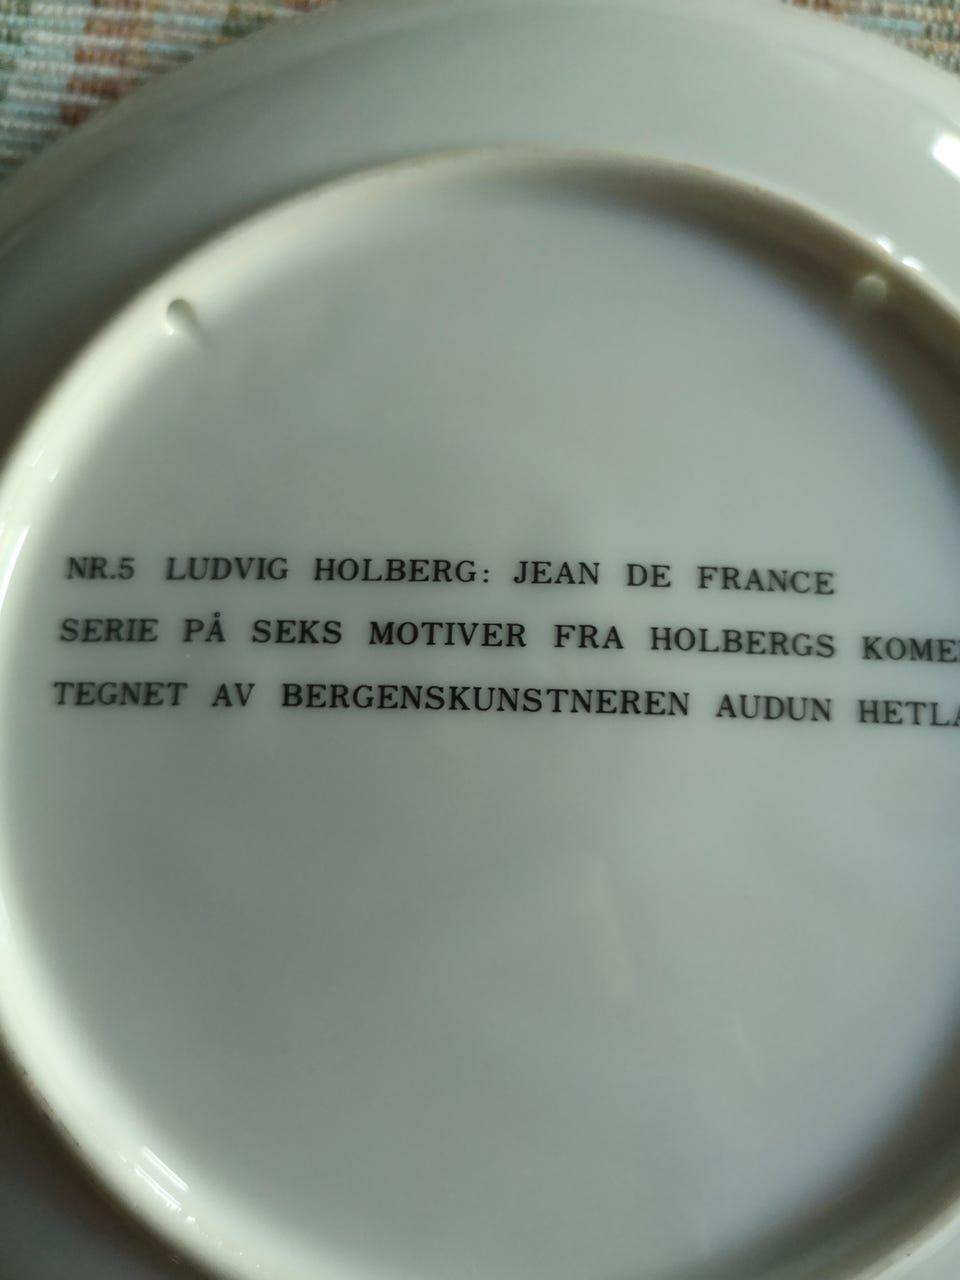 NR.5 LUDVIG HOLBERG: JEAN DE FRANCE
SERIE PÅ SEKS MOTIVER FRA HOLBERGS
TEGNET AV BERGENSKUNSTNEREN AUDUN